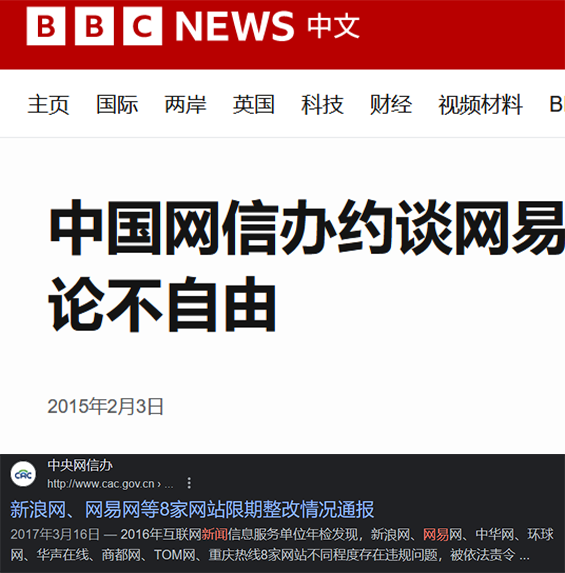 BBC NEWS 中文
主页 国际 两岸 英国 科技 财经 视频材料 B
中国网信办约谈网易
论不自由
2015年2月3日
中央网信办
CAC
http://www.cac.gov.cn › ...
新浪网、网易网等8家网站限期整改情况通报
2017年3月16日 — 2016年互联网新闻信息服务单位年检发现，新浪网、网易网、中华网、环球
网、华声在线、商都网、TOM网、重庆热线8家网站不同程度存在违规问题，被依法责令 ...